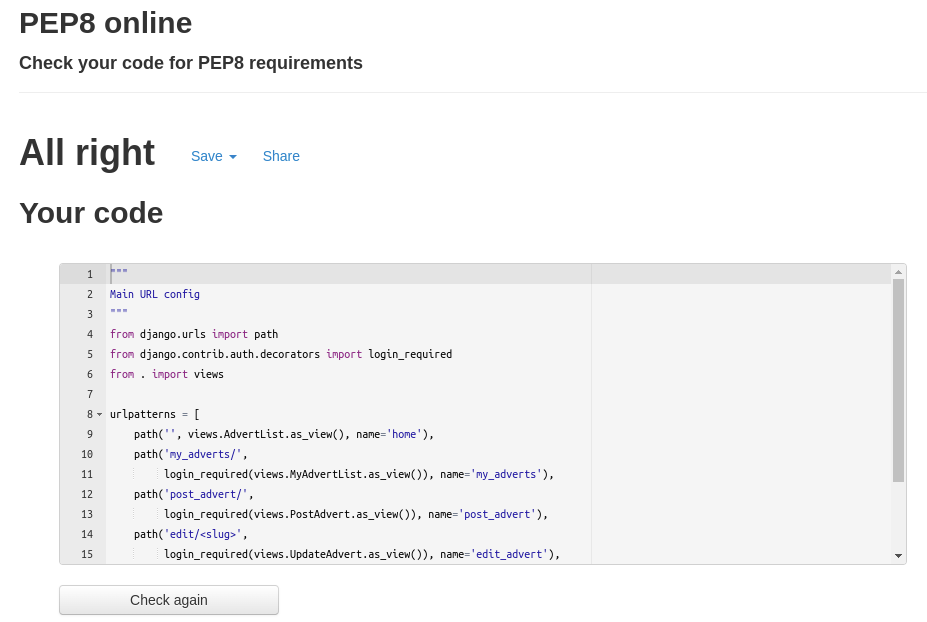 PEP8 online
Check your code for PEP8 requirements
All right Save Share
Your code
1 """
2 Main URL config
3 """
4 from django.urls import path
5 from django.contrib.auth.decorators import login_required
6 from . import views
7
8 urlpatterns = [
9     path('', views.AdvertList.as_view(), name='home'),
10     path('my_adverts/',
11          login_required(views.MyAdvertList.as_view()), name='my_adverts'),
12     path('post_advert/',
13          login_required(views.PostAdvert.as_view()), name='post_advert'),
14     path('edit/<slug>',
15          login_required(views.UpdateAdvert.as_view()), name='edit_advert'),
Check again